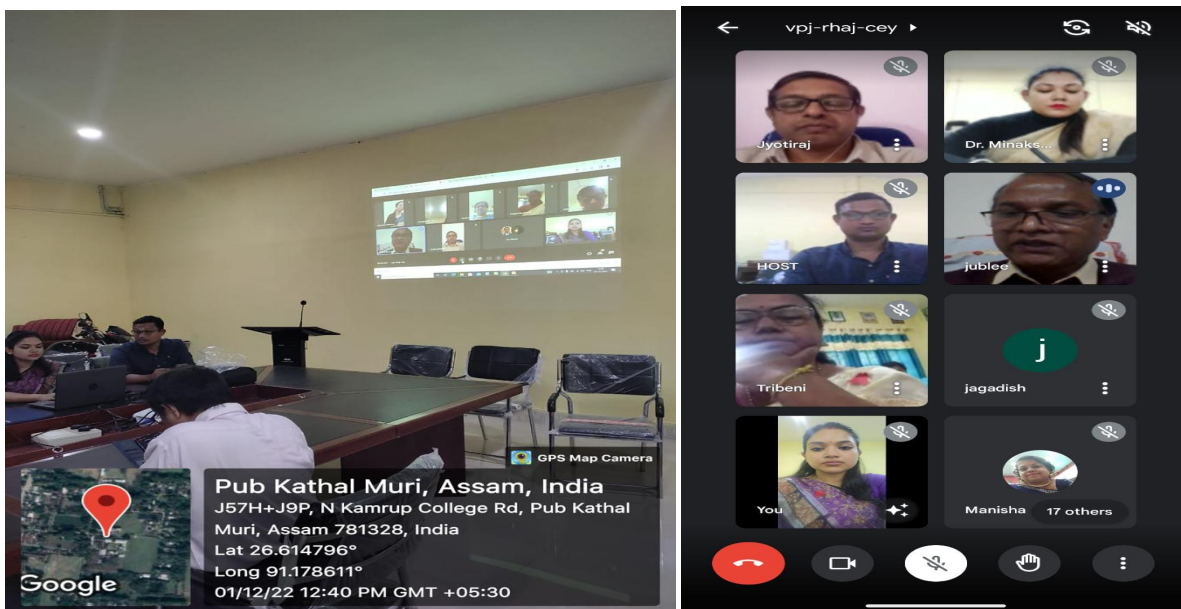 GPS Map Camera
Pub Kathal Muri, Assam, India
J57H+J9P, N Kamrup College Rd, Pub Kathal
Muri, Assam 781328, India
Lat 26.614796°
Long 91.178611°
01/12/22 12:40 PM GMT +05:30
Google
vpj-rhaj-cey
Jyotiraj
Dr. Minaks...
HOST
jublee
Tribeni
j
jagadish
You
Manisha
17 others